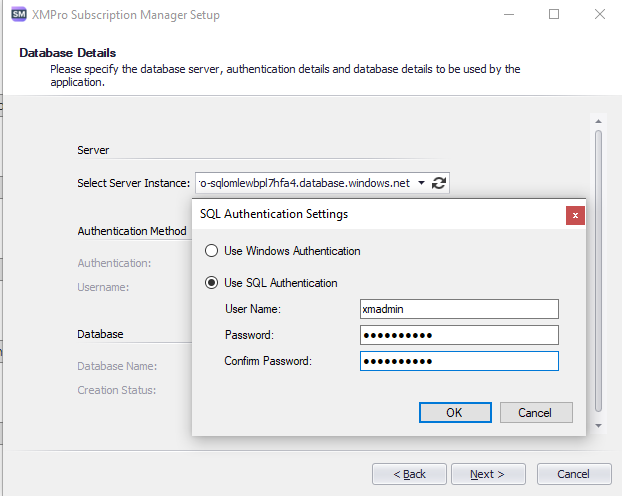 SM XMPro Subscription Manager Setup
Database Details
Please specify the database server, authentication details and database details to be used by the
application.
Server
Select Server Instance: ro-sqlomlewbpl7hfa4.database.windows.net
SQL Authentication Settings
x
Authentication Method
Use Windows Authentication
Authentication:
Use SQL Authentication
Username:
User Name: xmadmin
Password: ●●●●●●●●●●
Database
Confirm Password: ●●●●●●●●●●
Database Name:
Creation Status:
OK Cancel
< Back Next > Cancel